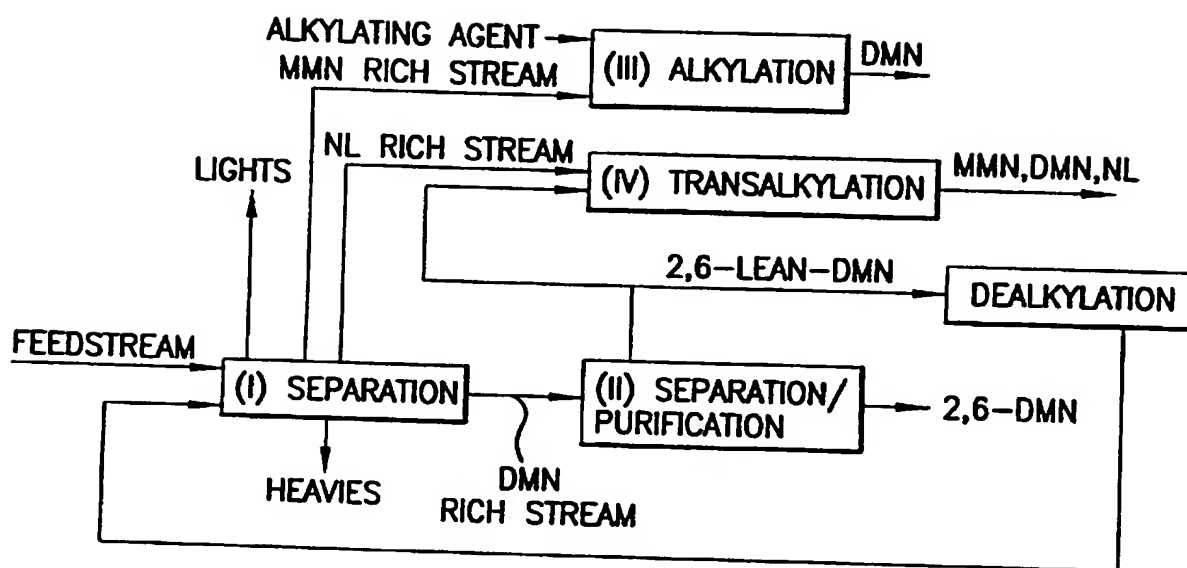 ALKYLATING AGENT
MMN RICH STREAM
(III) ALKYLATION
DMN
NL RICH STREAM
LIGHTS
(IV) TRANSALKYLATION
MMN,DMN,NL
2,6-LEAN-DMN
DEALKYLATION
FEEDSTREAM
(I) SEPARATION
(II) SEPARATION/
PURIFICATION
2,6-DMN
HEAVIES
DMN
RICH STREAM